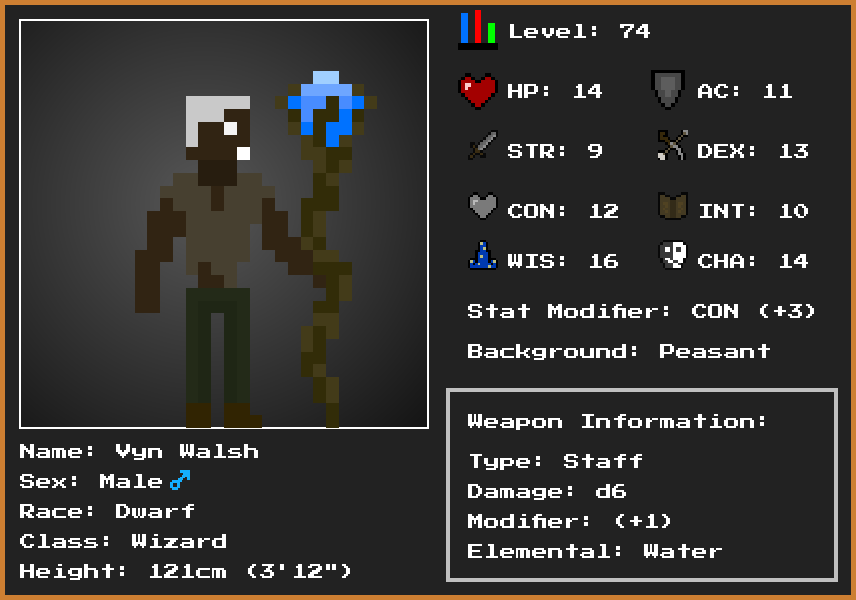 Level: 74
HP: 14
AC: 11
STR: 9
DEX: 13
CON: 12
INT: 10
WIS: 16
CHA: 14
Stat Modifier: CON (+3)
Background: Peasant
Weapon Information:
Type: Staff
Damage: d6
Modifier: (+1)
Elemental: Water
Name: Vyn Walsh
Sex: Male ♂
Race: Dwarf
Class: Wizard
Height: 121cm (3'12")